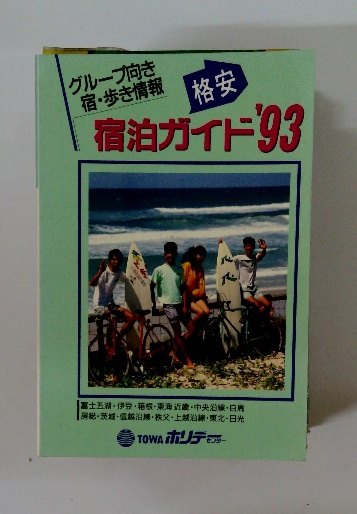 グループ向き
宿・歩き情報
格安
宿泊ガイド'93
富士五湖・伊豆・箱根・東海近畿・中央沿線・白馬
房総・茨城・信越沿線・秩父・上越沿線・東北・日光
TOWA ホリデーセンター